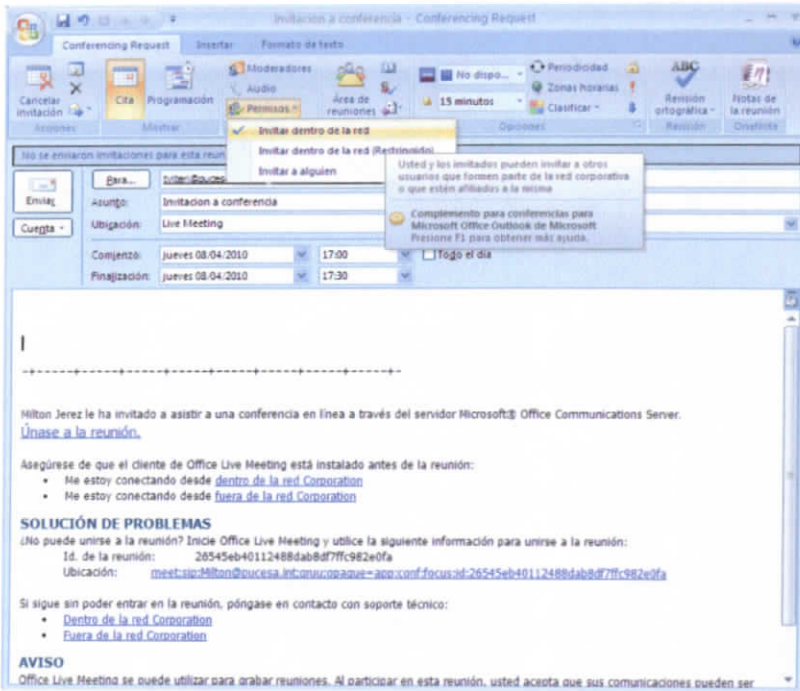 Invitacion a conferencia - Conferencing Request
Conferencing Request Insertar Formato de texto
Cancelar invitación
Acciones
Cita Programación
Mostrar
Moderadores
Audio
Permisos
Área de reuniones
No dispo...
15 minutos
Periodicidad
Zonas horarias
Clasificar
Opciones
ABC
Revisión ortográfica
Revisión
Notas de la reunión
OneNote
Invitar dentro de la red
Invitar dentro de la red (Restringido)
Invitar a alguien
Usted y los invitados pueden invitar a otros
usuarios que formen parte de la red corporativa
o que estén afiliados a la misma
Complemento para conferencias para
Microsoft Office Outlook de Microsoft
Presione F1 para obtener más ayuda.
No se enviaron invitaciones para esta reun
Enviar
Cuenta
Para...
Asunto: Invitacion a conferencia
Ubicación: Live Meeting
Comienzo: jueves 08/04/2010 17:00 Todo el día
Finalización: jueves 08/04/2010 17:30
Milton Jerez le ha invitado a asistir a una conferencia en línea a través del servidor Microsoft® Office Communications Server.
Únase a la reunión.
Asegúrese de que el cliente de Office Live Meeting está instalado antes de la reunión:
• Me estoy conectando desde dentro de la red Corporation
• Me estoy conectando desde fuera de la red Corporation
SOLUCIÓN DE PROBLEMAS
¿No puede unirse a la reunión? Inicie Office Live Meeting y utilice la siguiente información para unirse a la reunión:
Id. de la reunión: 26545eb40112488dab8df7ffc982e0fa
Ubicación: meet:sip:Milton@pucesa.int;gruu;opaque=app:conf:focus:id:26545eb40112488dab8df7ffc982e0fa
Si sigue sin poder entrar en la reunión, póngase en contacto con soporte técnico:
• Dentro de la red Corporation
• Fuera de la red Corporation
AVISO
Office Live Meeting se puede utilizar para grabar reuniones. Al participar en esta reunión, usted acepta que sus comunicaciones pueden ser